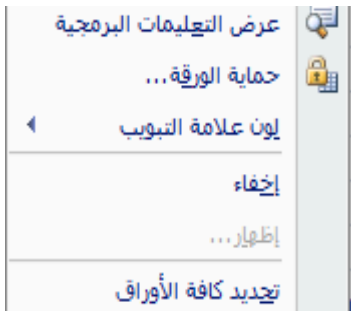 عرض التعليمات البرمجية
حماية الورقة...
لون علامة التبويب
إخفاء
إظهار...
تحديد كافة الأوراق